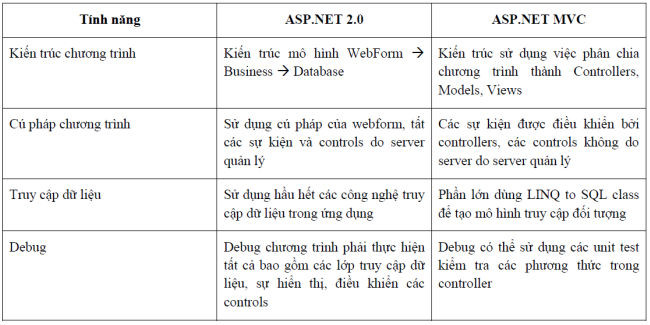 Tính năng
ASP.NET 2.0
ASP.NET MVC
Kiến trúc chương trình
Kiến trúc mô hình WebForm →
Business → Database
Kiến trúc sử dụng việc phân chia
chương trình thành Controllers,
Models, Views
Cú pháp chương trình
Sử dụng cú pháp của webform, tất
các sự kiện và controls do server
quản lý
Các sự kiện được điều khiển bởi
controllers, các controls không do
server do server quản lý
Truy cập dữ liệu
Sử dụng hầu hết các công nghệ truy
cập dữ liệu trong ứng dụng
Phần lớn dùng LINQ to SQL class
để tạo mô hình truy cập đối tượng
Debug
Debug chương trình phải thực hiện
tất cả bao gồm các lớp truy cập dữ
liệu, sự hiển thị, điều khiển các
controls
Debug có thể sử dụng các unit test
kiểm tra các phương thức trong
controller